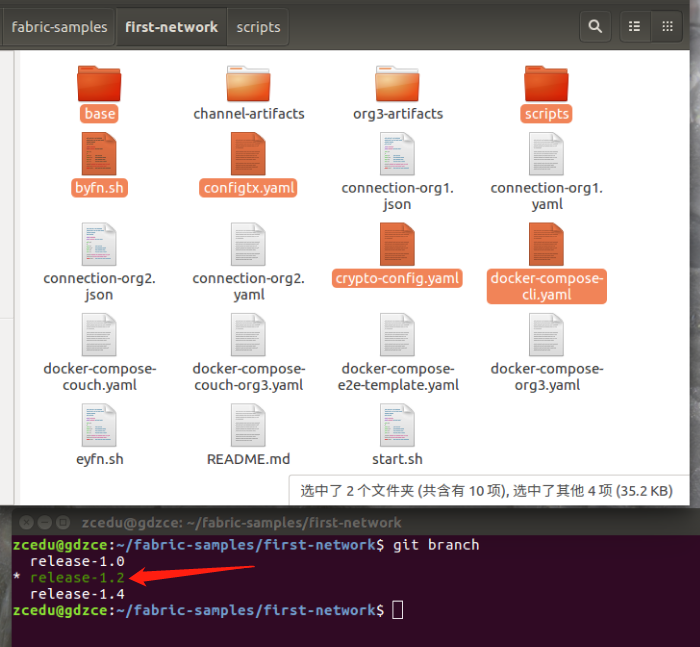 fabric-samples first-network scripts
base channel-artifacts org3-artifacts scripts
byfn.sh configtx.yaml connection-org1. connection-org1.
json yaml
connection-org2. connection-org2. crypto-config.yaml docker-compose-
json yaml cli.yaml
docker-compose- docker-compose- docker-compose- docker-compose-
couch.yaml couch-org3.yaml e2e-template.yaml org3.yaml
eyfn.sh README.md start.sh
选中了 2 个文件夹 (共含有 10 项), 选中了其他 4 项 (35.2 KB)
zcedu@gdzce: ~/fabric-samples/first-network
zcedu@gdzce:~/fabric-samples/first-network$ git branch
release-1.0
* release-1.2
release-1.4
zcedu@gdzce:~/fabric-samples/first-network$